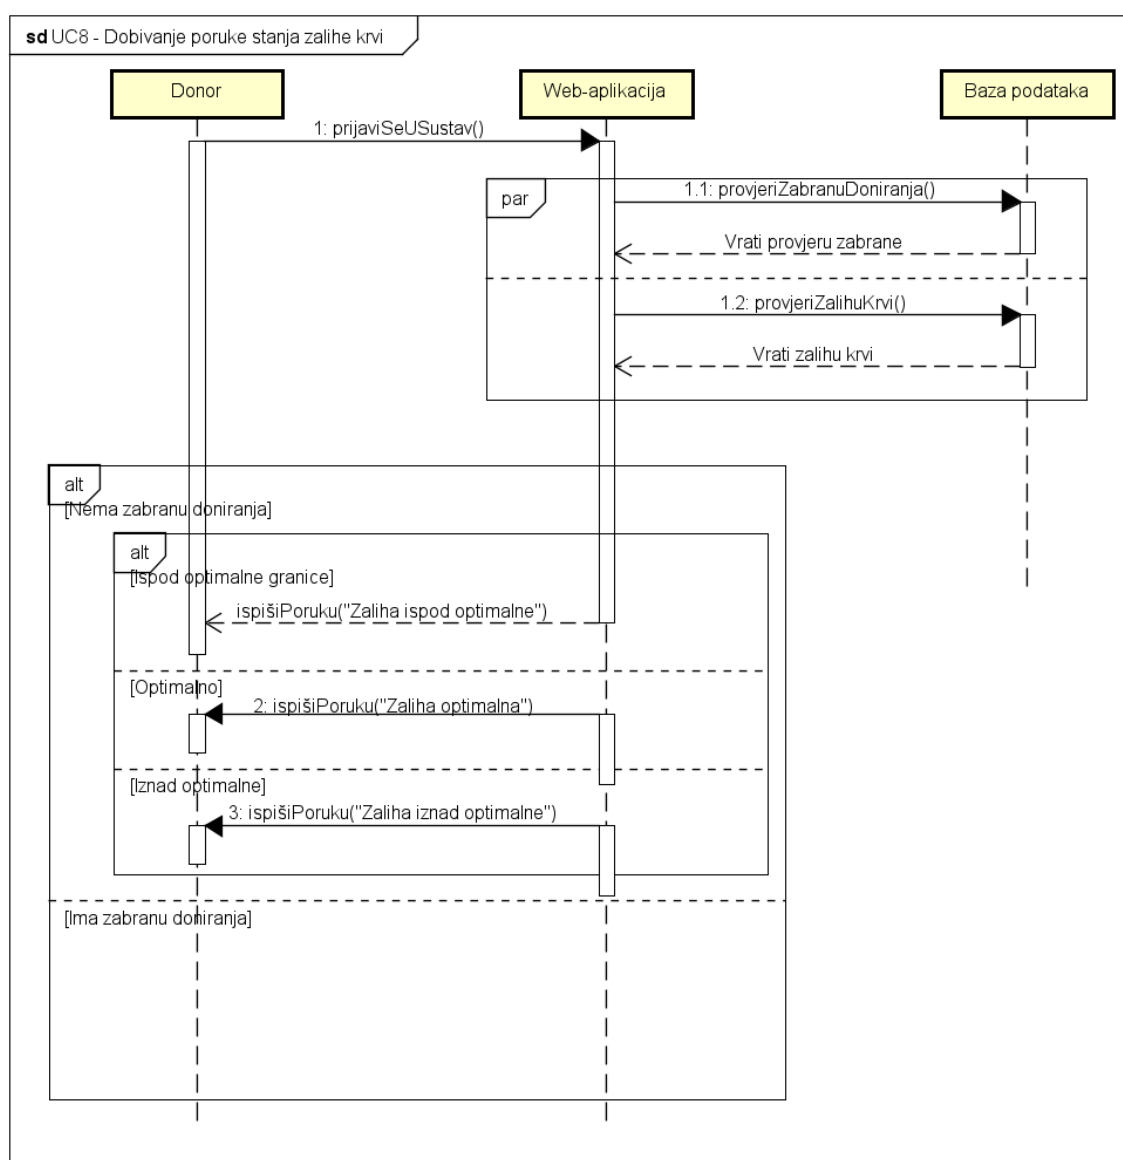 sd UC8 - Dobivanje poruke stanja zalihe krvi
Donor
Web-aplikacija
Baza podataka
1: prijaviSeUSustav()
par
1.1: provjeriZabranuDoniranja()
Vrati provjeru zabrane
1.2: provjeriZalihuKrvi()
Vrati zalihu krvi
alt
[Nema zabranu doniranja]
alt
[Ispod optimalne granice]
ispišiPoruku("Zaliha ispod optimalne")
[Optimalno]
2: ispišiPoruku("Zaliha optimalna")
[Iznad optimalne]
3: ispišiPoruku("Zaliha iznad optimalne")
[Ima zabranu doniranja]